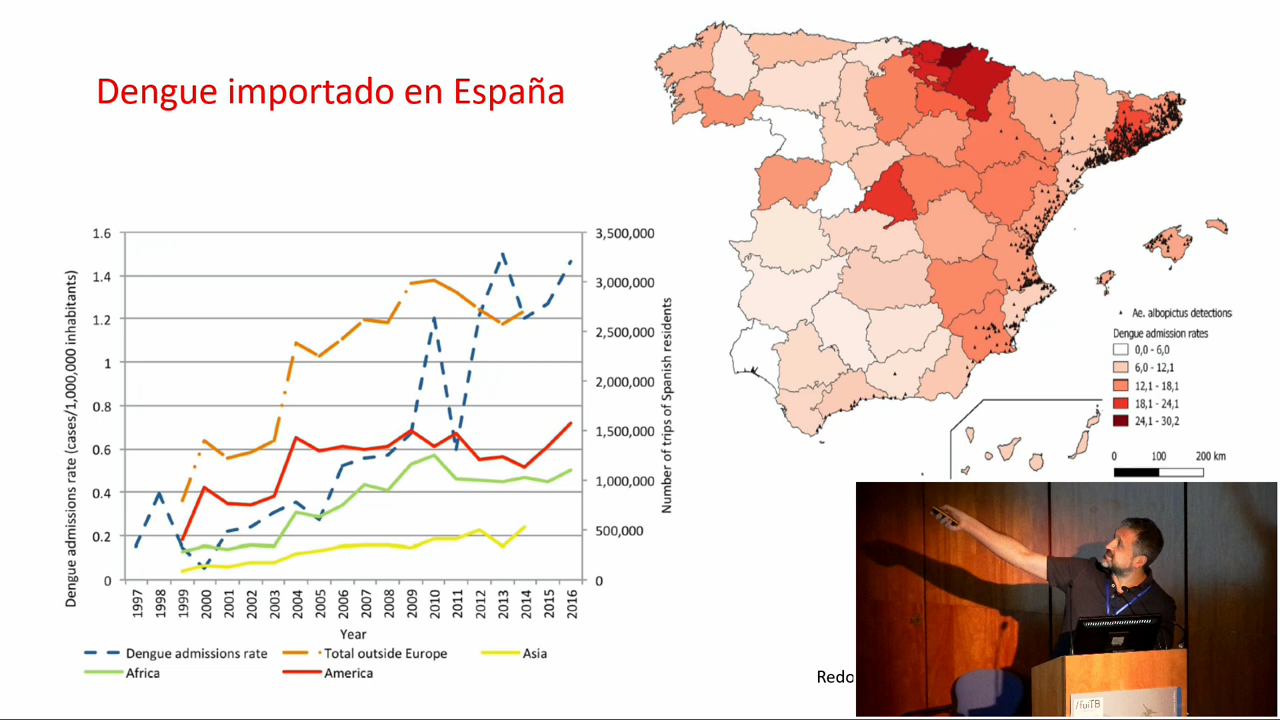 Dengue importado en España
Dengue admissions rate (cases/1,000,000 inhabitants)
1.6
1.4
1.2
1
0.8
0.6
0.4
0.2
0
3,500,000
3,000,000
2,500,000
2,000,000
1,500,000
1,000,000
500,000
0
Number of trips of Spanish residents
1997 1998 1999 2000 2001 2002 2003 2004 2005 2006 2007 2008 2009 2010 2011 2012 2013 2014 2015 2016
Year
Dengue admissions rate Total outside Europe Asia
Africa America
Ae. albopictus detections
Dengue admission rates
0,0 - 6,0
6,0 - 12,1
12,1 - 18,1
18,1 - 24,1
24,1 - 30,2
0 100 200 km
Redo
/fuiTB